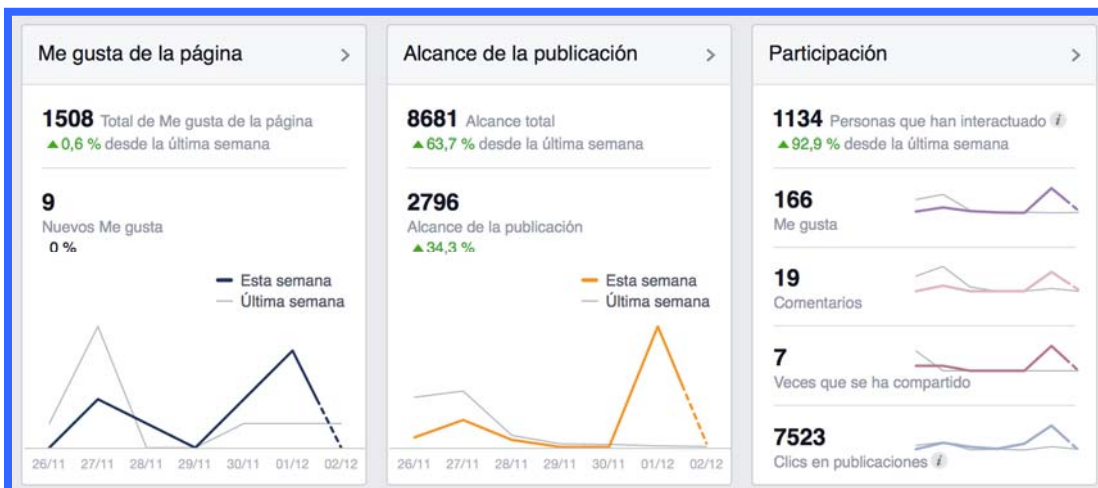 Me gusta de la página
1508 Total de Me gusta de la página
0,6 % desde la última semana
9
Nuevos Me gusta
0 %
Esta semana
Última semana
26/11 27/11 28/11 29/11 30/11 01/12 02/12
Alcance de la publicación
8681 Alcance total
63,7 % desde la última semana
2796
Alcance de la publicación
34,3 %
Esta semana
Última semana
26/11 27/11 28/11 29/11 30/11 01/12 02/12
Participación
1134 Personas que han interactuado i
92,9 % desde la última semana
166
Me gusta
19
Comentarios
7
Veces que se ha compartido
7523
Clics en publicaciones i